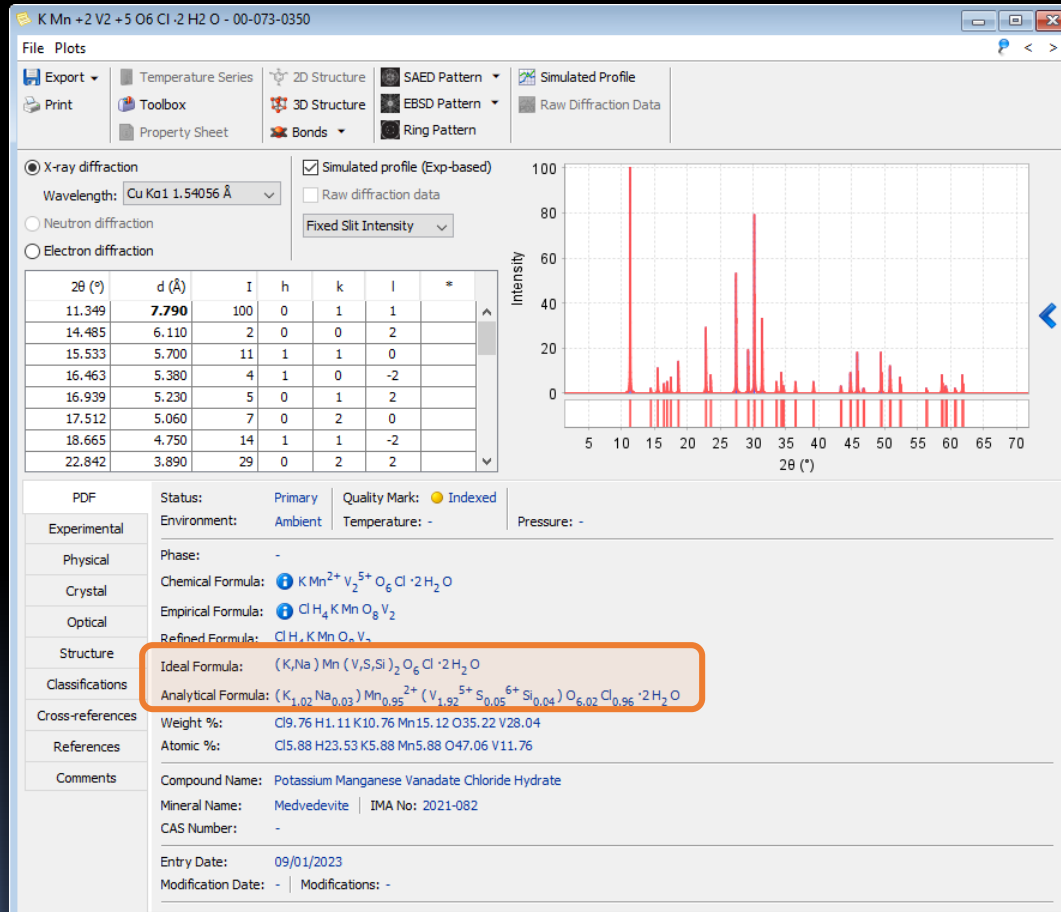 K Mn +2 V2 +5 O6 Cl ·2 H2 O - 00-073-0350
File Plots < >
Export Temperature Series 2D Structure SAED Pattern Simulated Profile
Print Toolbox 3D Structure EBSD Pattern Raw Diffraction Data
Property Sheet Bonds Ring Pattern
X-ray diffraction Simulated profile (Exp-based)
Wavelength: Cu Kα1 1.54056 Å Raw diffraction data
Neutron diffraction Fixed Slit Intensity
Electron diffraction
2θ (°) d (Å) I h k l *
11.349 7.790 100 0 1 1
14.485 6.110 2 0 0 2
15.533 5.700 11 1 1 0
16.463 5.380 4 1 0 -2
16.939 5.230 5 0 1 2
17.512 5.060 7 0 2 0
18.665 4.750 14 1 1 -2
22.842 3.890 29 0 2 2
Intensity
100
80
60
40
20
0
5 10 15 20 25 30 35 40 45 50 55 60 65 70
2θ (°)
PDF
Experimental
Physical
Crystal
Optical
Structure
Classifications
Cross-references
References
Comments
Status: Primary Quality Mark: Indexed
Environment: Ambient Temperature: - Pressure: -
Phase: -
Chemical Formula: K Mn²⁺ V₂⁵⁺ O₆ Cl ·2 H₂ O
Empirical Formula: Cl H₄ K Mn O₈ V₂
Refined Formula: Cl H₄ K Mn O₈ V₂
Ideal Formula: ( K,Na ) Mn ( V,S,Si )₂ O₆ Cl ·2 H₂ O
Analytical Formula: ( K₁.₀₂ Na₀.₀₃ ) Mn₀.₉₅²⁺ ( V₁.₉₂⁵⁺ S₀.₀₅⁶⁺ Si₀.₀₄ ) O₆.₀₂ Cl₀.₉₆ ·2 H₂ O
Weight %: Cl9.76 H1.11 K10.76 Mn15.12 O35.22 V28.04
Atomic %: Cl5.88 H23.53 K5.88 Mn5.88 O47.06 V11.76
Compound Name: Potassium Manganese Vanadate Chloride Hydrate
Mineral Name: Medvedevite IMA No: 2021-082
CAS Number: -
Entry Date: 09/01/2023
Modification Date: - Modifications: -